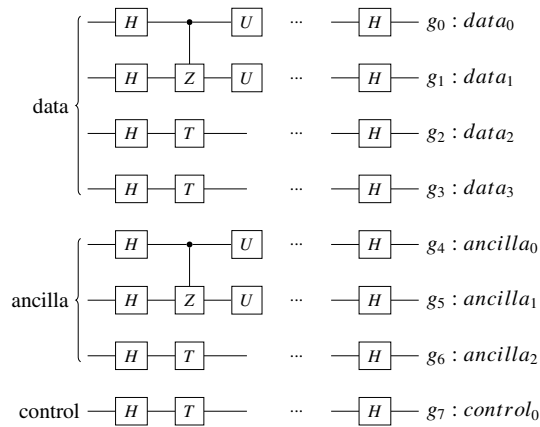 H U ... H g₀ : data₀
H Z U ... H g₁ : data₁
data
H T ... H g₂ : data₂
H T ... H g₃ : data₃
H U ... H g₄ : ancilla₀
ancilla H Z U ... H g₅ : ancilla₁
H T ... H g₆ : ancilla₂
control H T ... H g₇ : control₀